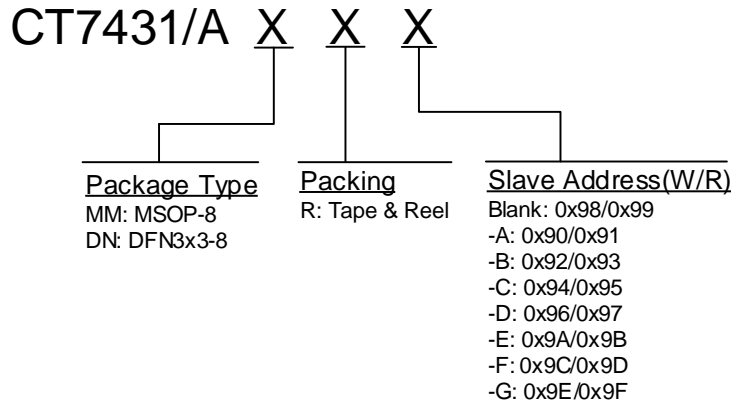 CT7431/A X X X
Package Type
MM: MSOP-8
DN: DFN3x3-8
Packing
R: Tape & Reel
Slave Address(W/R)
Blank: 0x98/0x99
-A: 0x90/0x91
-B: 0x92/0x93
-C: 0x94/0x95
-D: 0x96/0x97
-E: 0x9A/0x9B
-F: 0x9C/0x9D
-G: 0x9E/0x9F